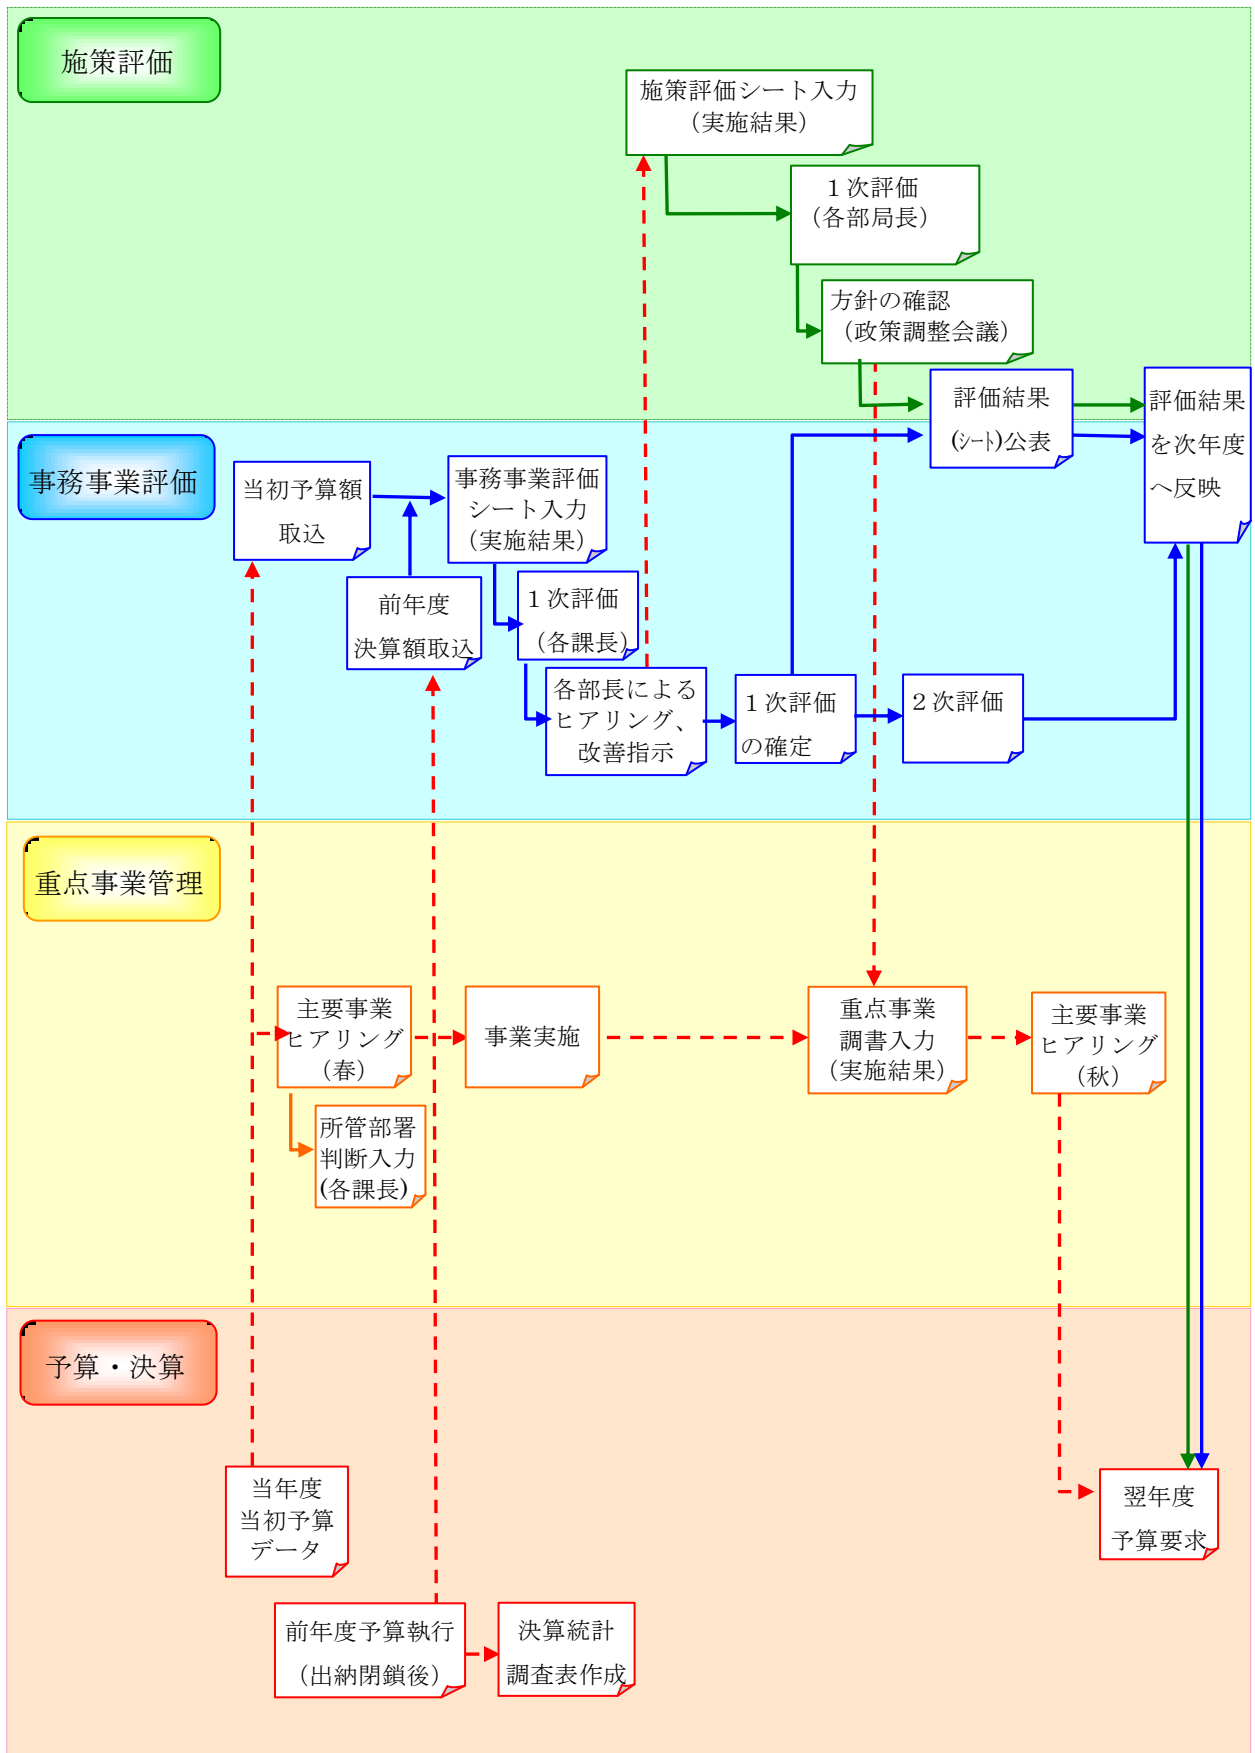 施策評価
施策評価シート入力
（実施結果）
１次評価
（各部局長）
方針の確認
（政策調整会議）
評価結果
(ｼｰﾄ)公表
評価結果
を次年度
へ反映
事務事業評価
当初予算額
取込
事務事業評価
シート入力
（実施結果）
前年度
決算額取込
１次評価
（各課長）
各部長による
ヒアリング、
改善指示
１次評価
の確定
２次評価
重点事業管理
主要事業
ヒアリング
（春）
事業実施
重点事業
調書入力
（実施結果）
主要事業
ヒアリング
（秋）
所管部署
判断入力
(各課長)
予算・決算
当年度
当初予算
データ
翌年度
予算要求
前年度予算執行
（出納閉鎖後）
決算統計
調査表作成